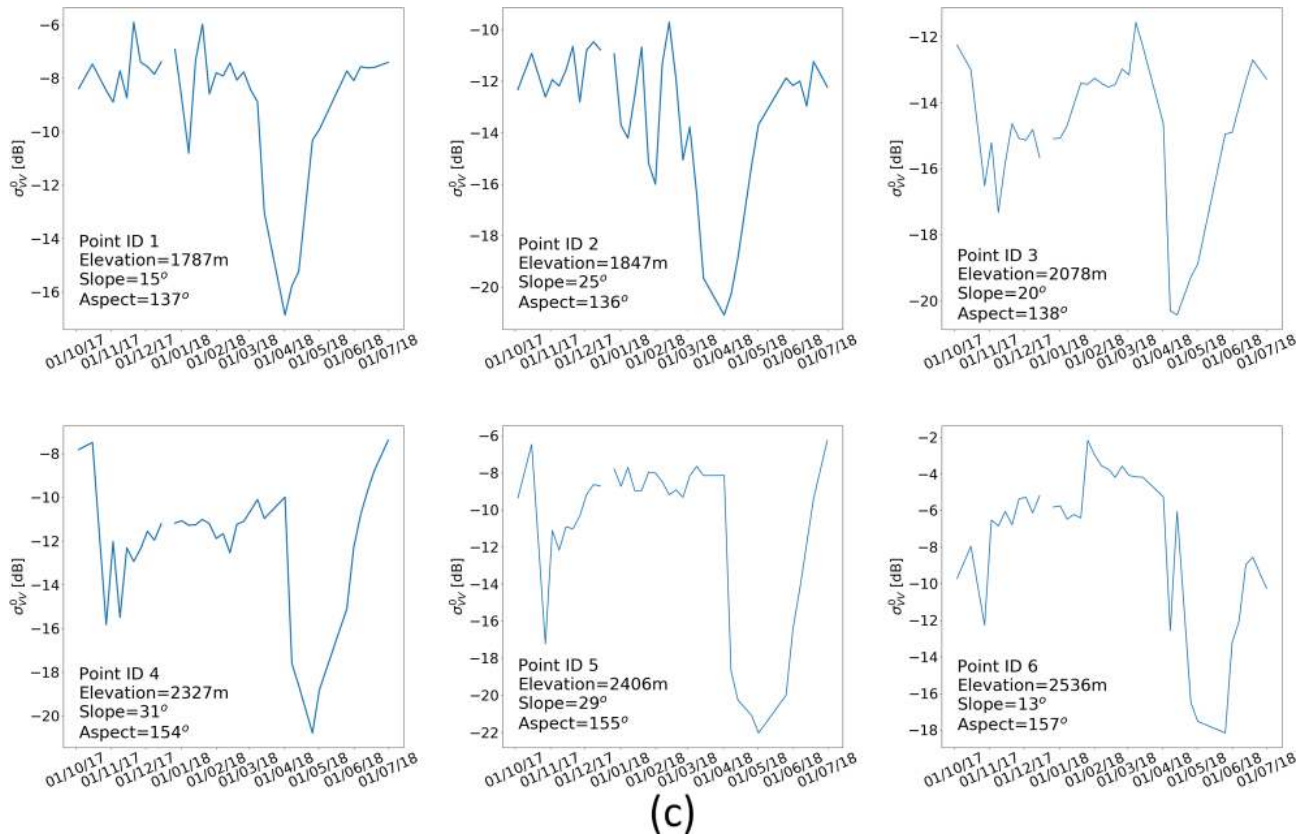 −6
−8
−10
−12
−14
−16
σ⁰VV [dB]
Point ID 1
Elevation=1787m
Slope=15°
Aspect=137°
01/10/17 01/11/17 01/12/17 01/01/18 01/02/18 01/03/18 01/04/18 01/05/18 01/06/18 01/07/18
−10
−12
−14
−16
−18
−20
σ⁰VV [dB]
Point ID 2
Elevation=1847m
Slope=25°
Aspect=136°
01/10/17 01/11/17 01/12/17 01/01/18 01/02/18 01/03/18 01/04/18 01/05/18 01/06/18 01/07/18
−12
−14
−16
−18
−20
σ⁰VV [dB]
Point ID 3
Elevation=2078m
Slope=20°
Aspect=138°
01/10/17 01/11/17 01/12/17 01/01/18 01/02/18 01/03/18 01/04/18 01/05/18 01/06/18 01/07/18
−8
−10
−12
−14
−16
−18
−20
σ⁰VV [dB]
Point ID 4
Elevation=2327m
Slope=31°
Aspect=154°
01/10/17 01/11/17 01/12/17 01/01/18 01/02/18 01/03/18 01/04/18 01/05/18 01/06/18 01/07/18
−6
−8
−10
−12
−14
−16
−18
−20
−22
σ⁰VV [dB]
Point ID 5
Elevation=2406m
Slope=29°
Aspect=155°
01/10/17 01/11/17 01/12/17 01/01/18 01/02/18 01/03/18 01/04/18 01/05/18 01/06/18 01/07/18
−2
−4
−6
−8
−10
−12
−14
−16
−18
σ⁰VV [dB]
Point ID 6
Elevation=2536m
Slope=13°
Aspect=157°
01/10/17 01/11/17 01/12/17 01/01/18 01/02/18 01/03/18 01/04/18 01/05/18 01/06/18 01/07/18
(c)